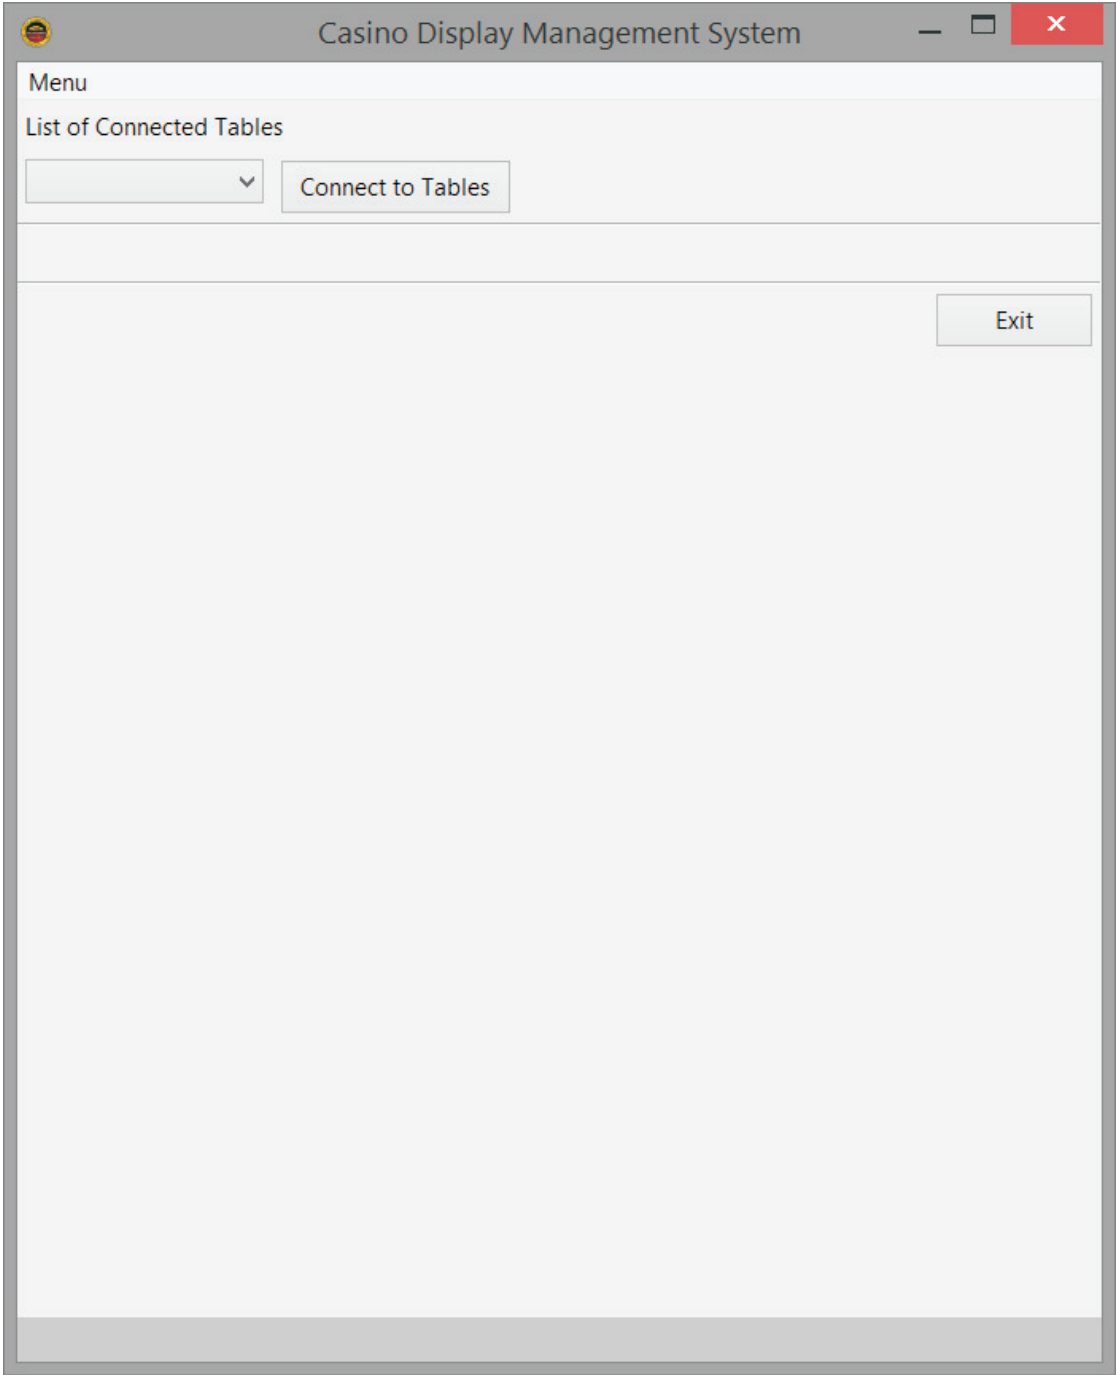 Casino Display Management System
Menu
List of Connected Tables
Connect to Tables
Exit